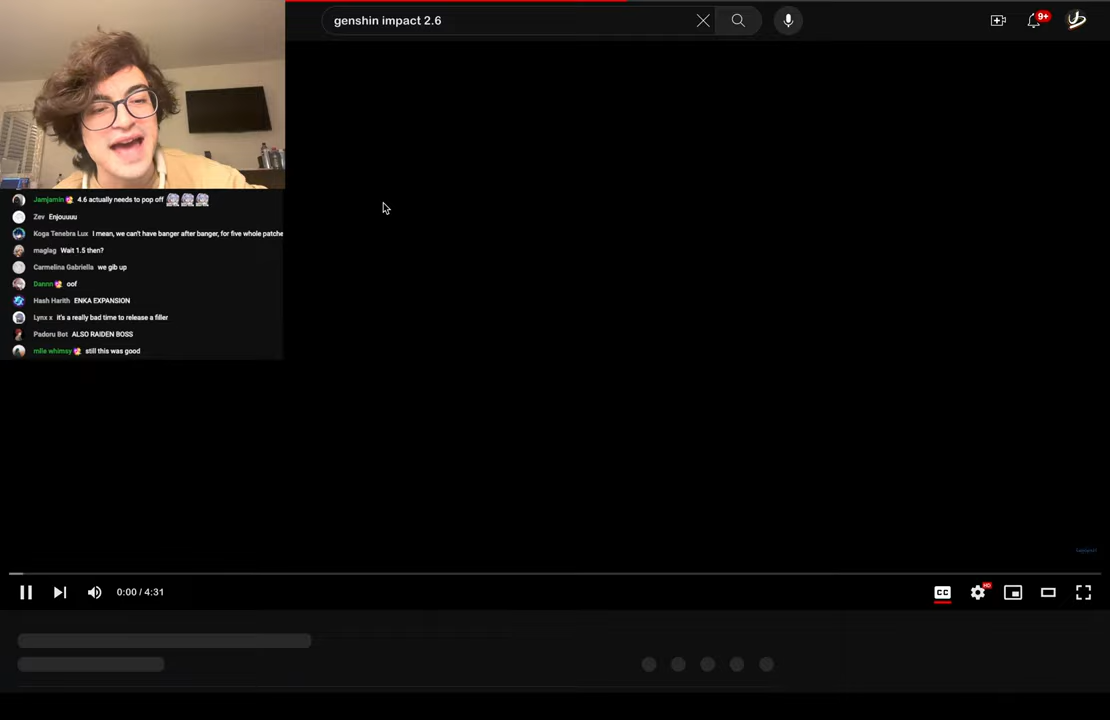 genshin impact 2.6
9+
Jamjamin 4.6 actually needs to pop off
Zev Enjouuuu
Koga Tenebra Lux I mean, we can't have banger after banger, for five whole patche
maglag Wait 1.5 then?
Carmelina Gabriella we gib up
Dannn oof
Hash Harith ENKA EXPANSION
Lynx x it's a really bad time to release a filler
Padoru Bot ALSO RAIDEN BOSS
mlle whimsy still this was good
0:00 / 4:31
CC
HD